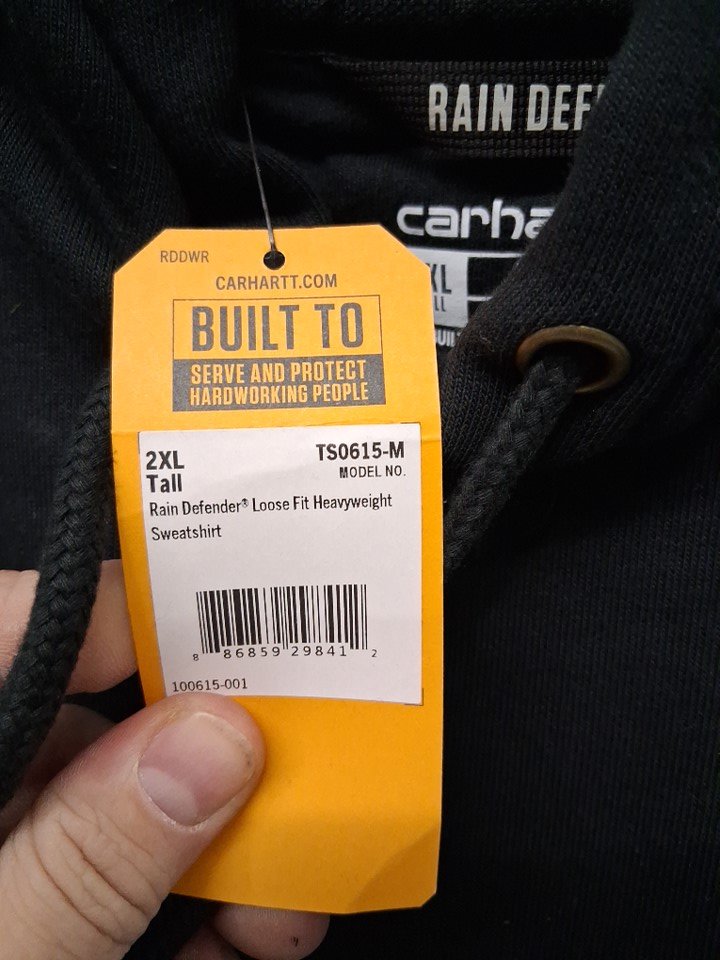 RAIN DEF
carha
XL
LL
RDDWR
CARHARTT.COM
BUILT TO
SERVE AND PROTECT
HARDWORKING PEOPLE
2XL
Tall
TS0615-M
MODEL NO.
Rain Defender® Loose Fit Heavyweight
Sweatshirt
8 86859 29841 2
100615-001